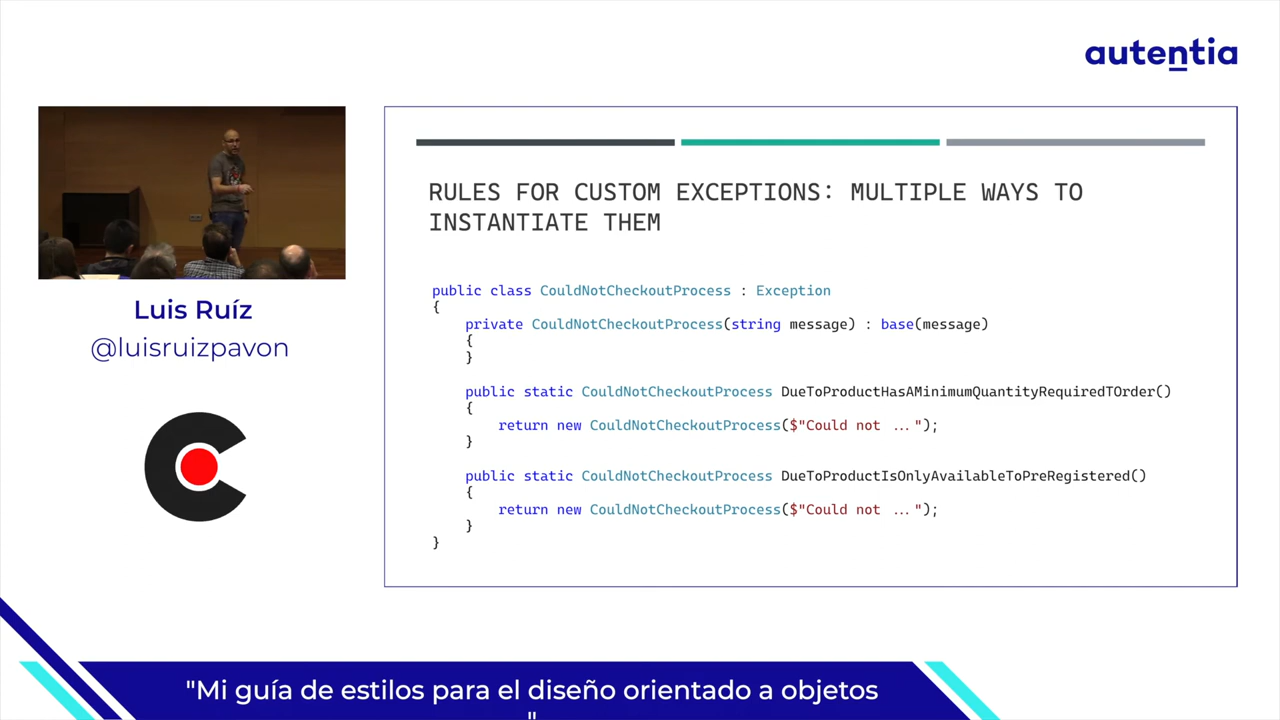 autentia
Luis Ruíz
@luisruizpavon
RULES FOR CUSTOM EXCEPTIONS: MULTIPLE WAYS TO
INSTANTIATE THEM
public class CouldNotCheckoutProcess : Exception
{
private CouldNotCheckoutProcess(string message) : base(message)
{
}
public static CouldNotCheckoutProcess DueToProductHasAMinimumQuantityRequiredTOrder()
{
return new CouldNotCheckoutProcess($"Could not ...");
}
public static CouldNotCheckoutProcess DueToProductIsOnlyAvailableToPreRegistered()
{
return new CouldNotCheckoutProcess($"Could not ...");
}
}
"Mi guía de estilos para el diseño orientado a objetos
"